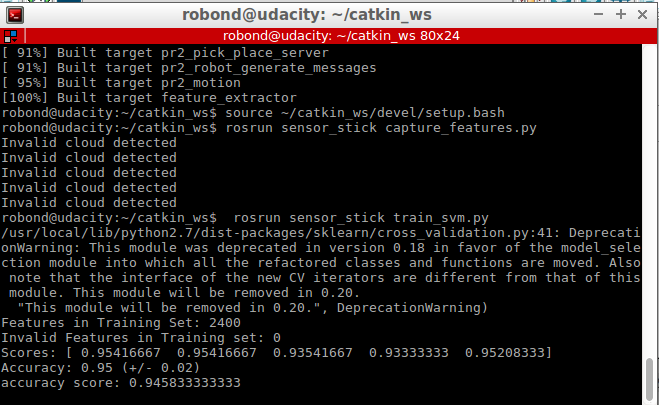 robond@udacity: ~/catkin_ws
robond@udacity: ~/catkin_ws 80x24
[ 91%] Built target pr2_pick_place_server
[ 91%] Built target pr2_robot_generate_messages
[ 95%] Built target pr2_motion
[100%] Built target feature_extractor
robond@udacity:~/catkin_ws$ source ~/catkin_ws/devel/setup.bash
robond@udacity:~/catkin_ws$ rosrun sensor_stick capture_features.py
Invalid cloud detected
Invalid cloud detected
Invalid cloud detected
Invalid cloud detected
Invalid cloud detected
robond@udacity:~/catkin_ws$  rosrun sensor_stick train_svm.py
/usr/local/lib/python2.7/dist-packages/sklearn/cross_validation.py:41: Deprecati
onWarning: This module was deprecated in version 0.18 in favor of the model_sele
ction module into which all the refactored classes and functions are moved. Also
 note that the interface of the new CV iterators are different from that of this
 module. This module will be removed in 0.20.
  "This module will be removed in 0.20.", DeprecationWarning)
Features in Training Set: 2400
Invalid Features in Training set: 0
Scores: [ 0.95416667  0.95416667  0.93541667  0.93333333  0.95208333]
Accuracy: 0.95 (+/- 0.02)
accuracy score: 0.945833333333